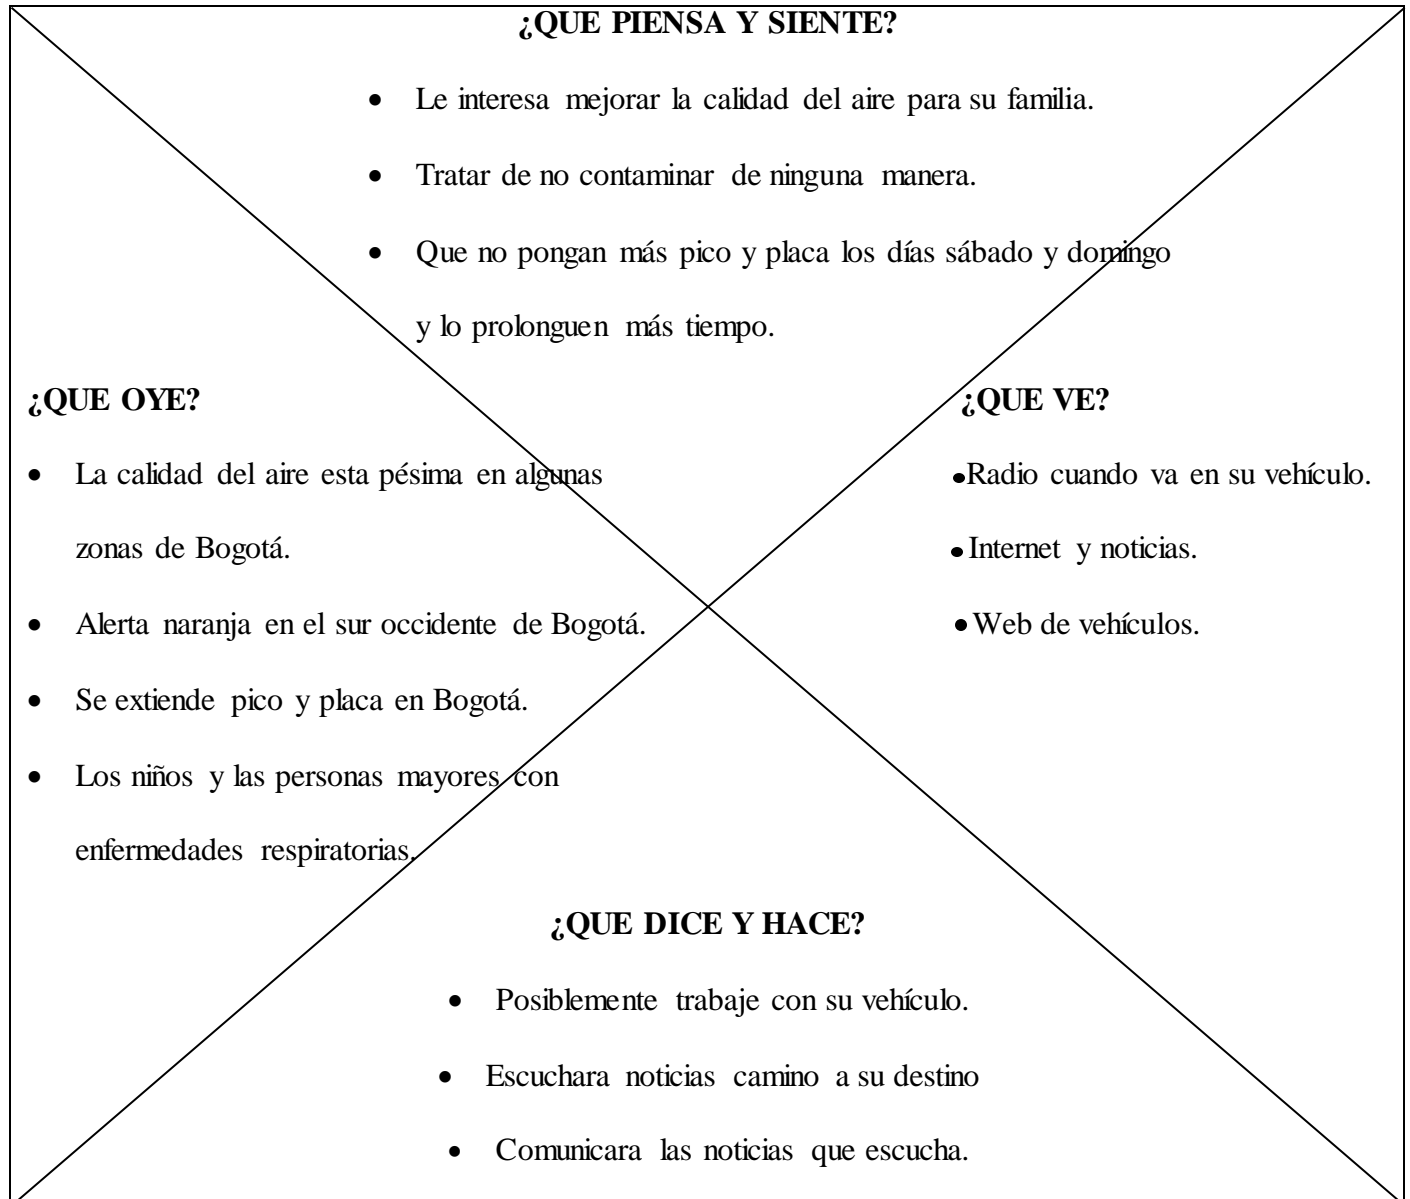 ¿QUE PIENSA Y SIENTE?
• Le interesa mejorar la calidad del aire para su familia.
• Tratar de no contaminar de ninguna manera.
• Que no pongan más pico y placa los días sábado y domingo
y lo prolonguen más tiempo.
¿QUE OYE?
• La calidad del aire esta pésima en algunas
zonas de Bogotá.
• Alerta naranja en el sur occidente de Bogotá.
• Se extiende pico y placa en Bogotá.
• Los niños y las personas mayores con
enfermedades respiratorias.
¿QUE VE?
• Radio cuando va en su vehículo.
• Internet y noticias.
• Web de vehículos.
¿QUE DICE Y HACE?
• Posiblemente trabaje con su vehículo.
• Escuchara noticias camino a su destino
• Comunicara las noticias que escucha.